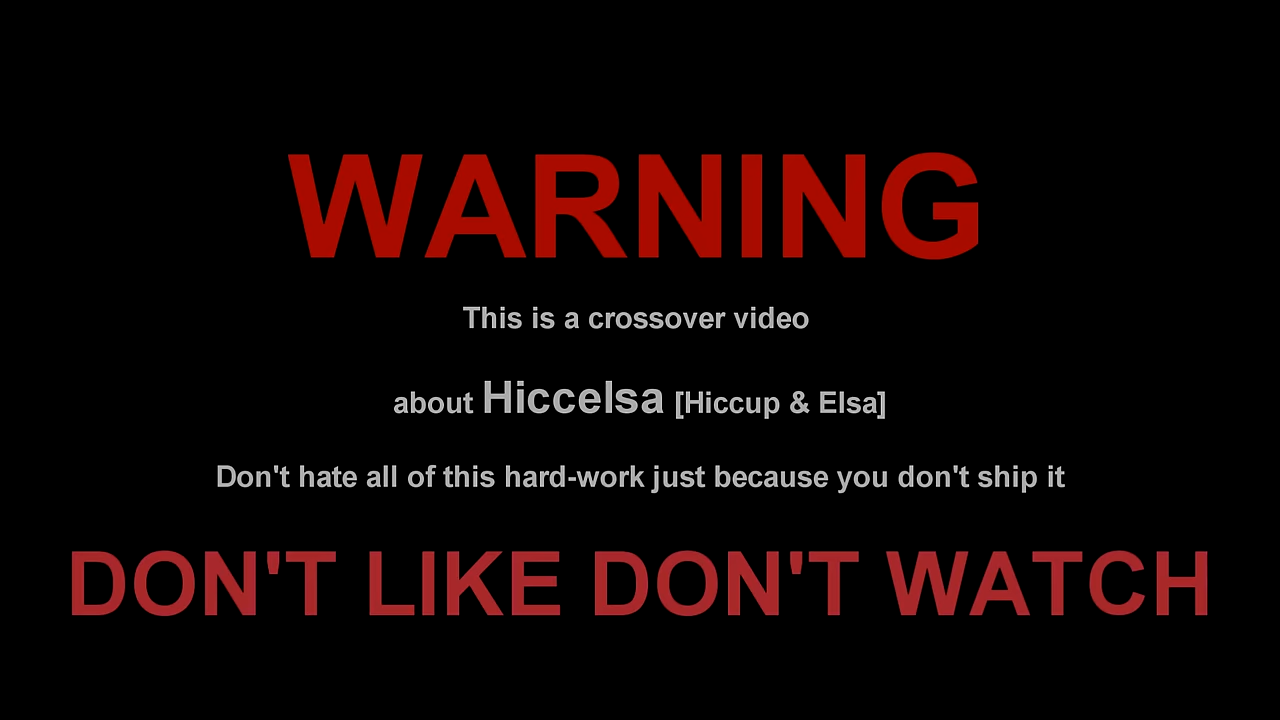 WARNING
This is a crossover video
about Hiccelsa [Hiccup & Elsa]
Don't hate all of this hard-work just because you don't ship it
DON'T LIKE DON'T WATCH